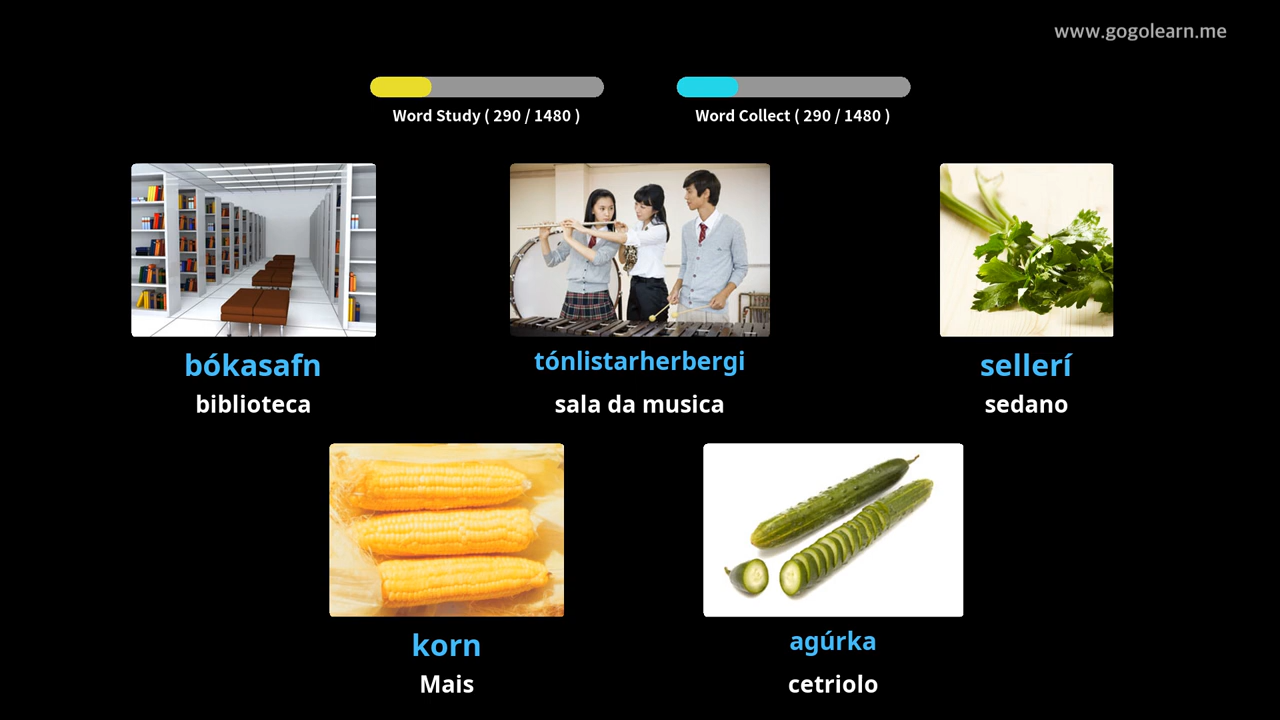 www.gogolearn.me
Word Study ( 290 / 1480 )
Word Collect ( 290 / 1480 )
bókasafn
biblioteca
tónlistarherbergi
sala da musica
sellerí
sedano
korn
Mais
agúrka
cetriolo